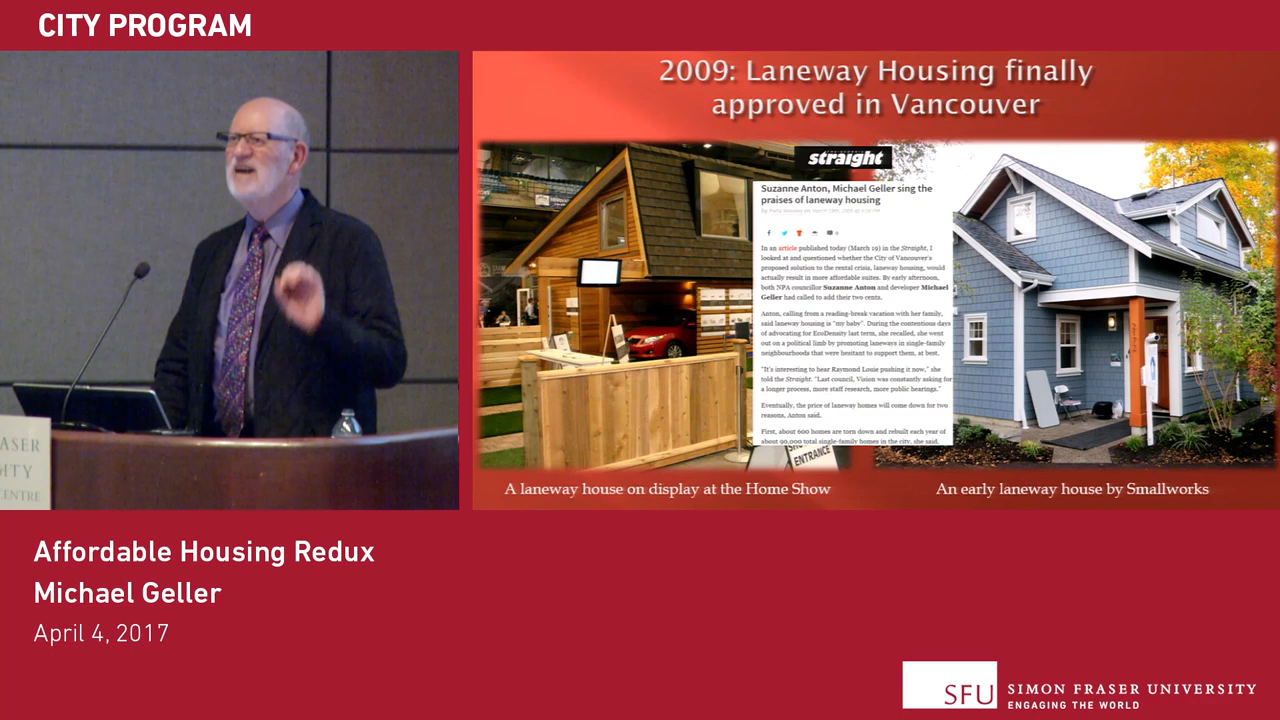 CITY PROGRAM
ASER
ITY
CENTRE
2009: Laneway Housing finally
approved in Vancouver
straight
Suzanne Anton, Michael Geller sing the
praises of laneway housing
In an article published today (March 19) in the Straight, I
looked at and questioned whether the City of Vancouver's
proposed solution to the rental crisis, laneway housing, would
actually result in more affordable suites. By early afternoon,
both NPA councillor Suzanne Anton and developer Michael
Geller had called to add their two cents.
Anton, calling from a reading-break vacation with her family,
said laneway housing is "my baby". During the contentious days
of advocating for EcoDensity last term, she recalled, she went
out on a political limb by promoting laneways in single-family
neighbourhoods that were hesitant to support them, at best.
"It's interesting to hear Raymond Louie pushing it now," she
told the Straight. "Last council, Vision was constantly asking for
a longer process, more staff research, more public hearings."
Eventually, the price of laneway homes will come down for two
reasons, Anton said.
First, about 600 homes are torn down and rebuilt each year of
about 90,000 total single-family homes in the city, she said.
ENTRANCE
A laneway house on display at the Home Show
An early laneway house by Smallworks
Affordable Housing Redux
Michael Geller
April 4, 2017
SFU
SIMON FRASER UNIVERSITY
ENGAGING THE WORLD